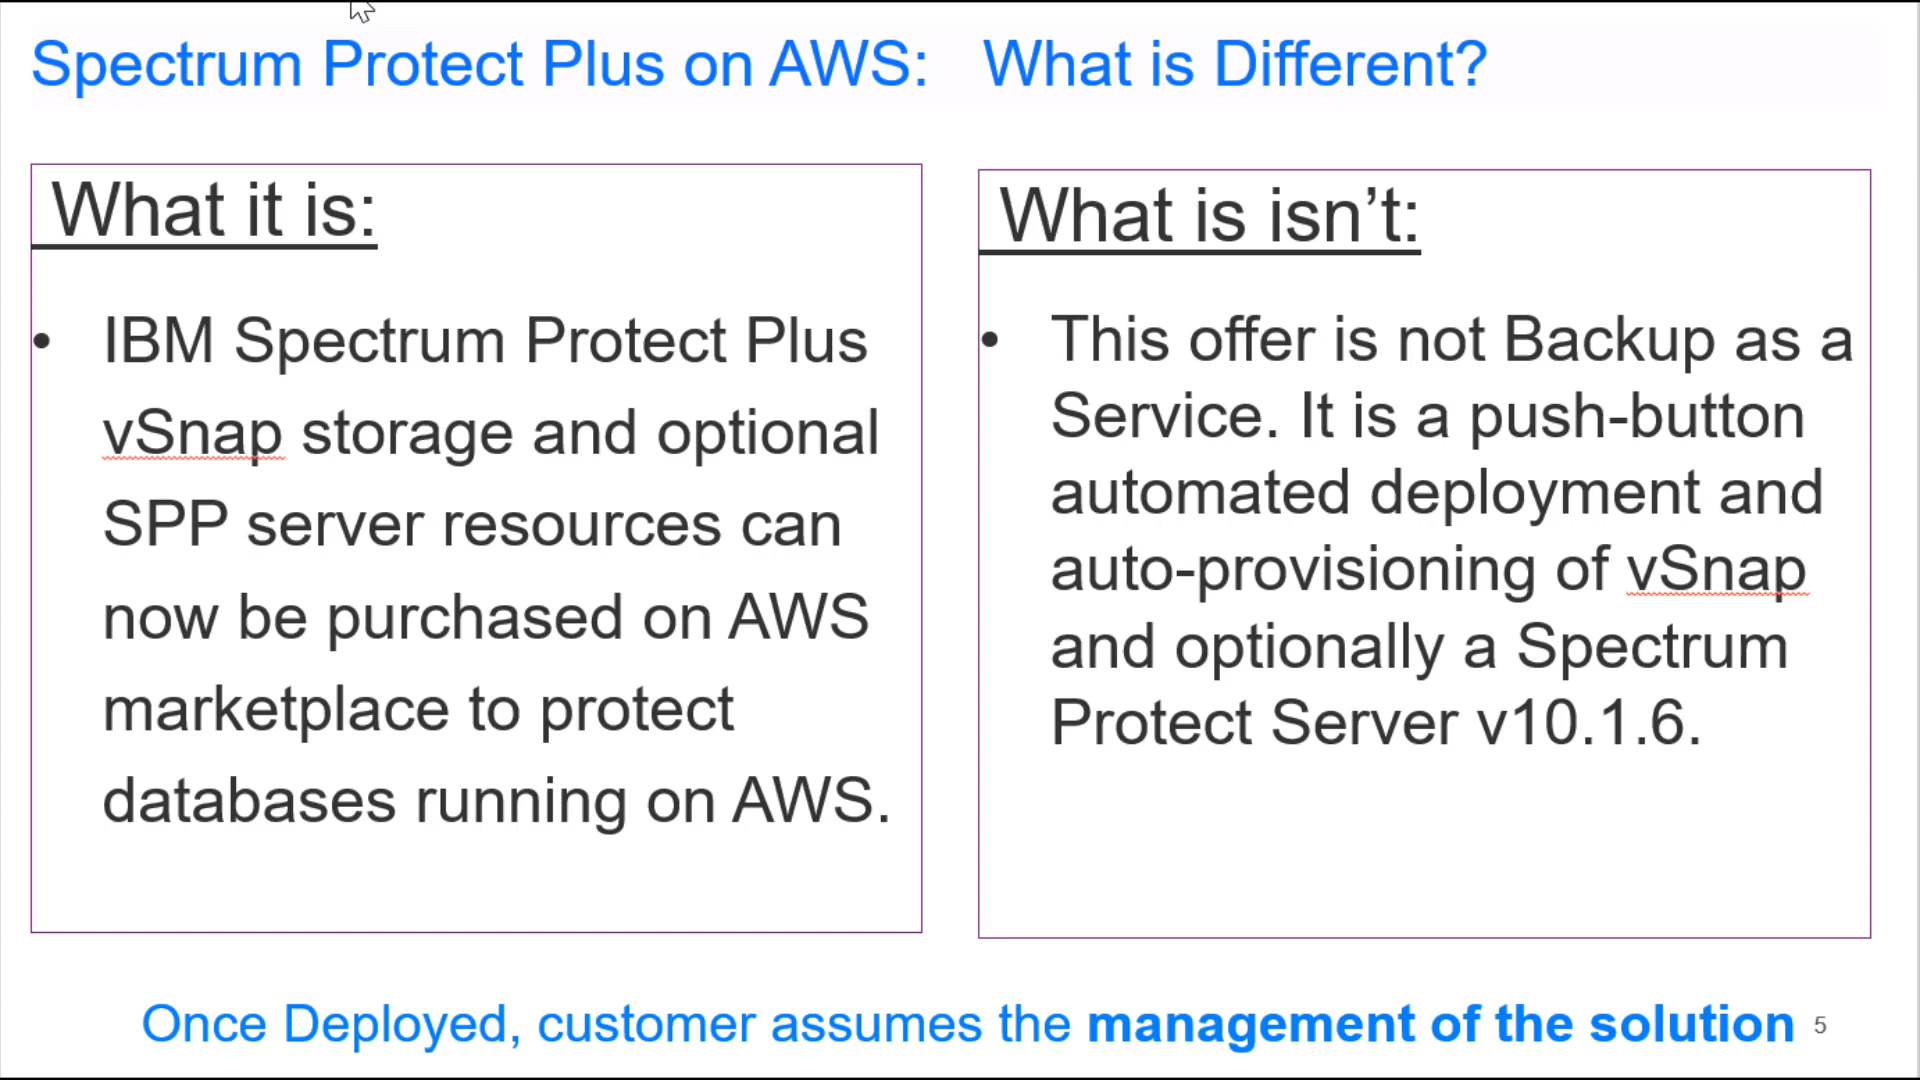 Spectrum Protect Plus on AWS: What is Different?
What it is:
• IBM Spectrum Protect Plus
vSnap storage and optional
SPP server resources can
now be purchased on AWS
marketplace to protect
databases running on AWS.
What is isn’t:
• This offer is not Backup as a
Service. It is a push-button
automated deployment and
auto-provisioning of vSnap
and optionally a Spectrum
Protect Server v10.1.6.
Once Deployed, customer assumes the management of the solution
5